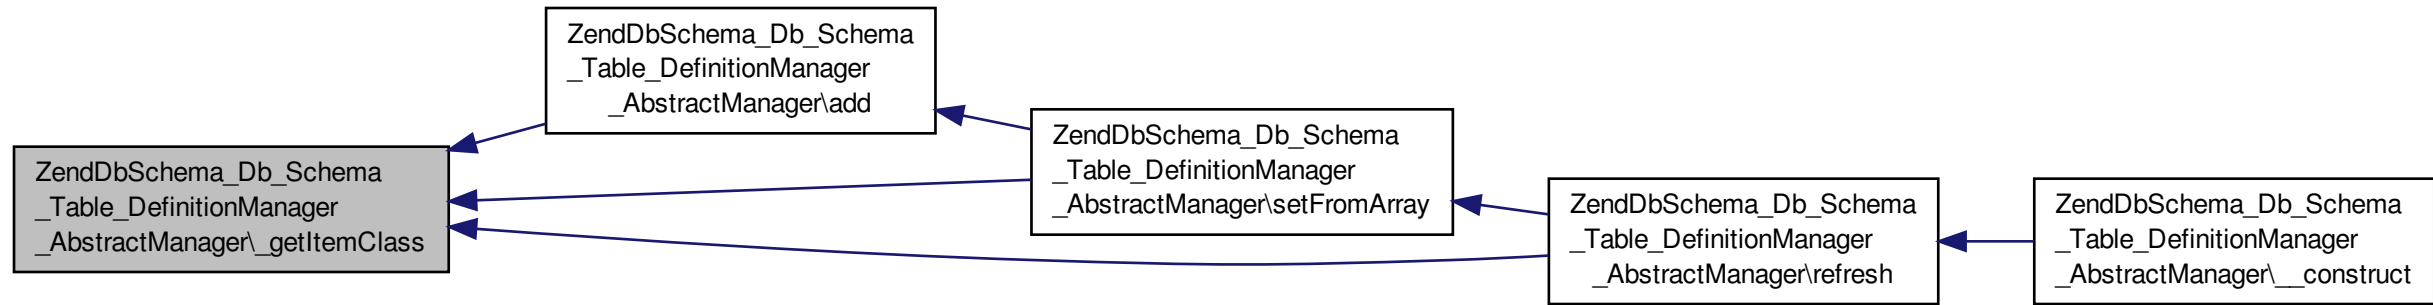 ZendDbSchema_Db_Schema
_Table_DefinitionManager
_AbstractManager\_getItemClass
ZendDbSchema_Db_Schema
_Table_DefinitionManager
_AbstractManager\add
ZendDbSchema_Db_Schema
_Table_DefinitionManager
_AbstractManager\setFromArray
ZendDbSchema_Db_Schema
_Table_DefinitionManager
_AbstractManager\refresh
ZendDbSchema_Db_Schema
_Table_DefinitionManager
_AbstractManager\__construct